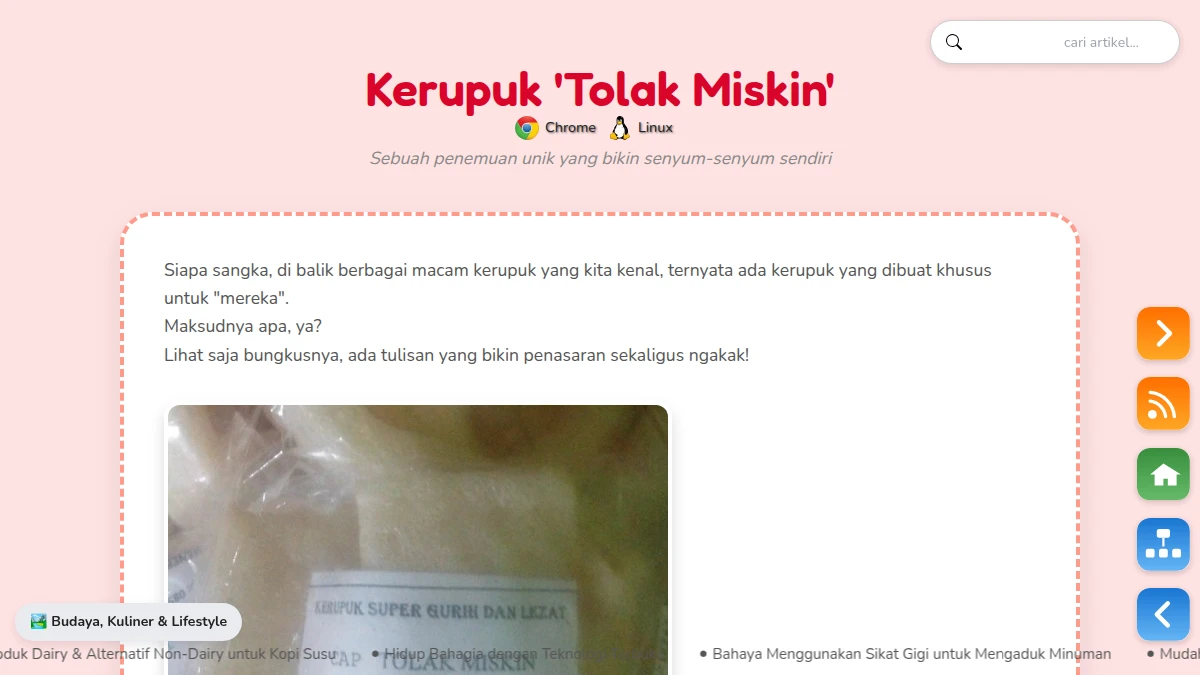 cari artikel...
Kerupuk 'Tolak Miskin'
Chrome Linux
Sebuah penemuan unik yang bikin senyum-senyum sendiri
Siapa sangka, di balik berbagai macam kerupuk yang kita kenal, ternyata ada kerupuk yang dibuat khusus
untuk "mereka".
Maksudnya apa, ya?
Lihat saja bungkusnya, ada tulisan yang bikin penasaran sekaligus ngakak!
KERUPUK SUPER GURIH DAN LEZAT
CAP TOLAK MISKIN
🏞️ Budaya, Kuliner & Lifestyle
oduk Dairy & Alternatif Non-Dairy untuk Kopi Susu • Hidup Bahagia dengan • Bahaya Menggunakan Sikat Gigi untuk Mengaduk Minuman • Mudah